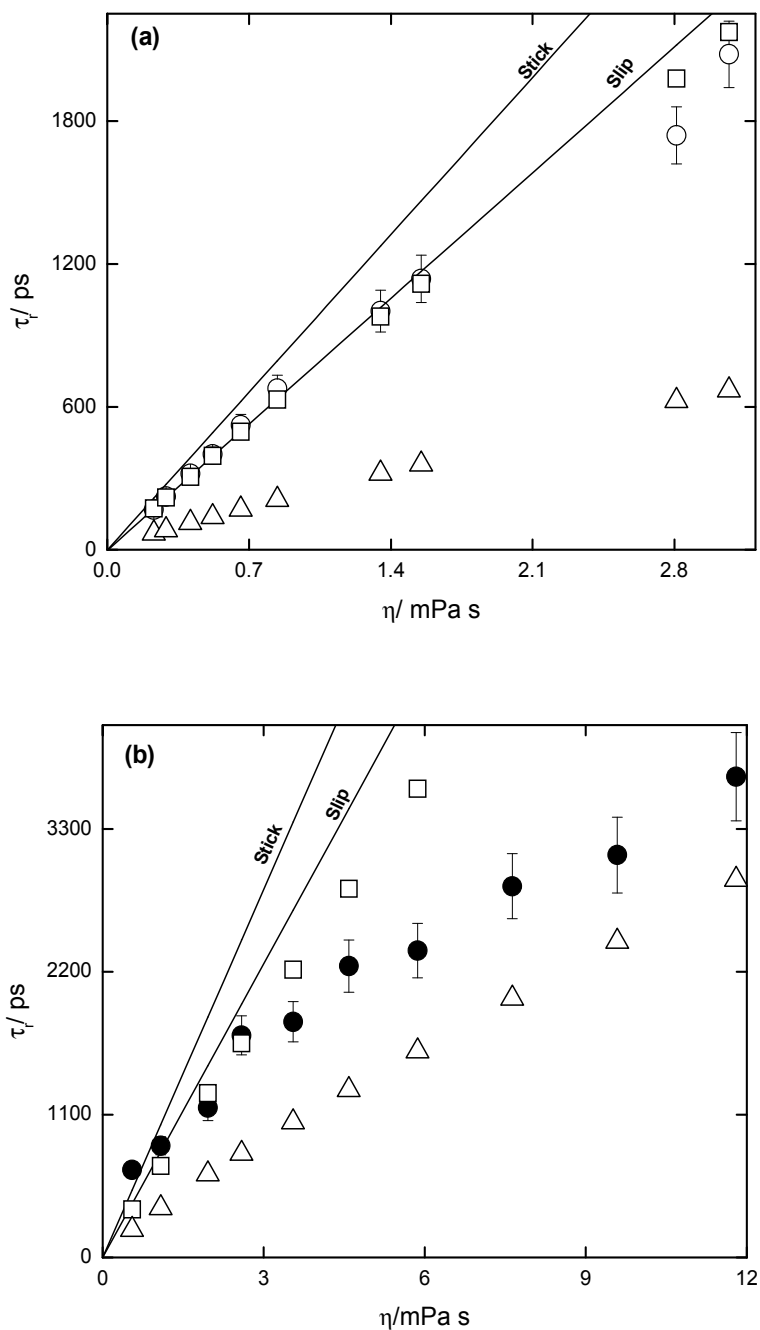 (a)
Stick
Slip
1800
1200
600
0
τr/ ps
0.0 0.7 1.4 2.1 2.8
η/ mPa s
(b)
Stick
Slip
3300
2200
1100
0
τr/ ps
0 3 6 9 12
η/mPa s